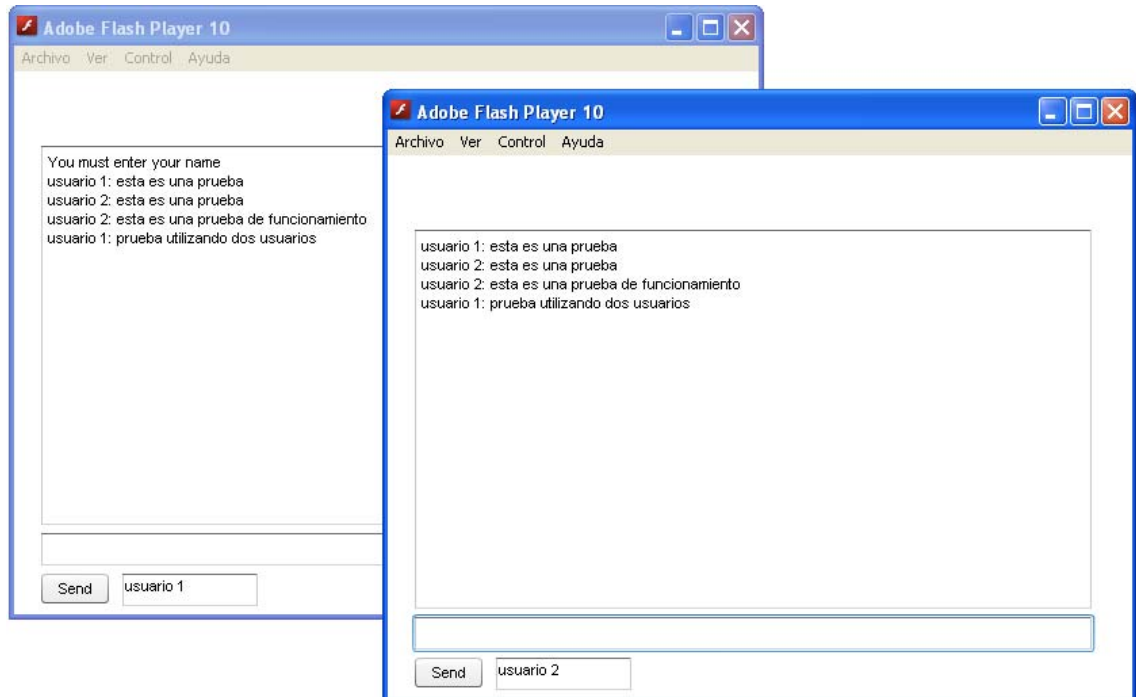 Adobe Flash Player 10
Archivo Ver Control Ayuda
You must enter your name
usuario 1: esta es una prueba
usuario 2: esta es una prueba
usuario 2: esta es una prueba de funcionamiento
usuario 1: prueba utilizando dos usuarios
Send usuario 1
Adobe Flash Player 10
Archivo Ver Control Ayuda
usuario 1: esta es una prueba
usuario 2: esta es una prueba
usuario 2: esta es una prueba de funcionamiento
usuario 1: prueba utilizando dos usuarios
Send usuario 2